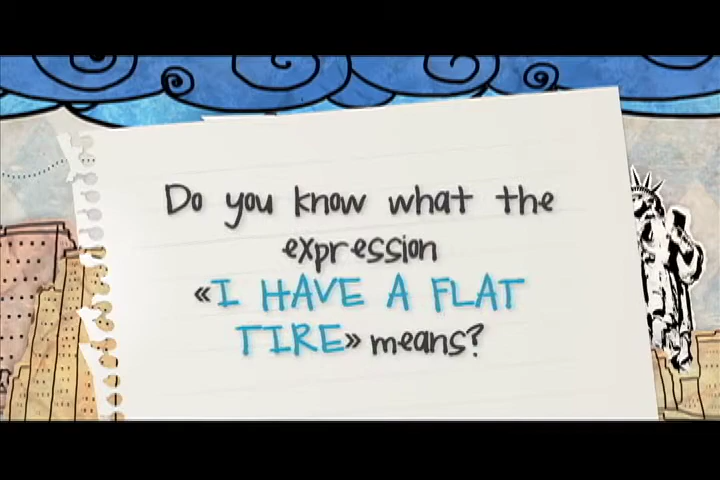 Do you know what the
expression
«I HAVE A FLAT
TIRE» means?